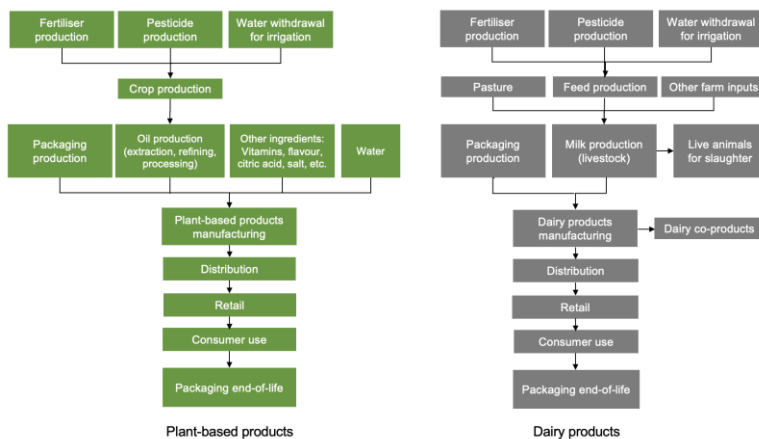 Fertiliser
production
Pesticide
production
Water withdrawal
for irrigation
Crop production
Packaging
production
Oil production
(extraction, refining,
processing)
Other ingredients:
Vitamins, flavour,
citric acid, salt, etc.
Water
Plant-based products
manufacturing
Distribution
Retail
Consumer use
Packaging end-of-life
Plant-based products
Fertiliser
production
Pesticide
production
Water withdrawal
for irrigation
Pasture
Feed production
Other farm inputs
Packaging
production
Milk production
(livestock)
Live animals
for slaughter
Dairy products
manufacturing
Dairy co-products
Distribution
Retail
Consumer use
Packaging end-of-life
Dairy products